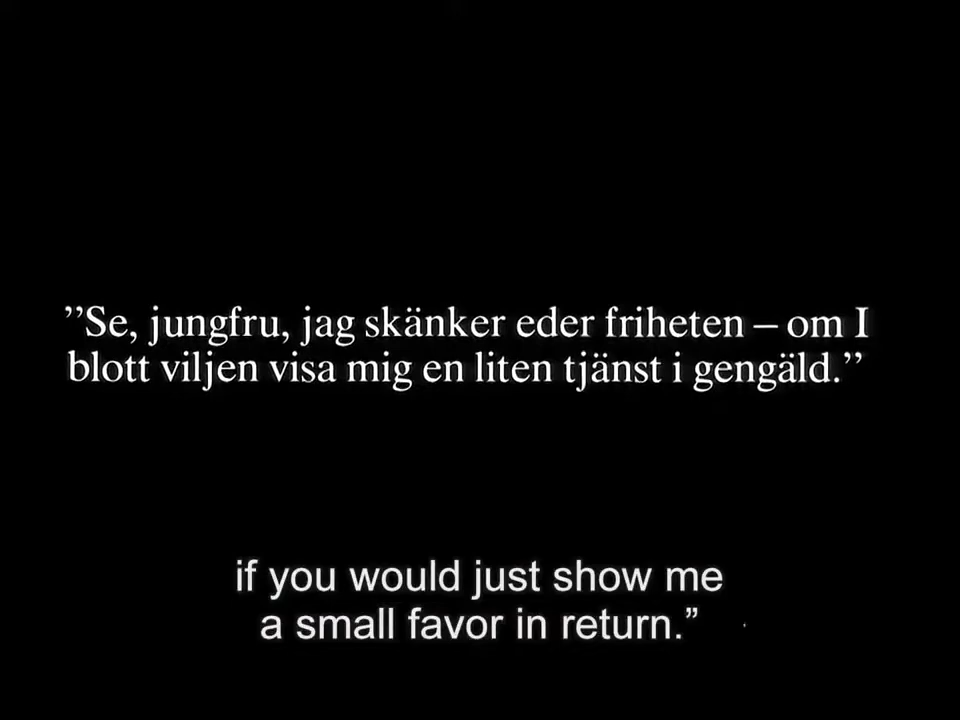 ”Se, jungfru, jag skänker eder friheten – om I
blott viljen visa mig en liten tjänst i gengäld.”
if you would just show me
a small favor in return.”